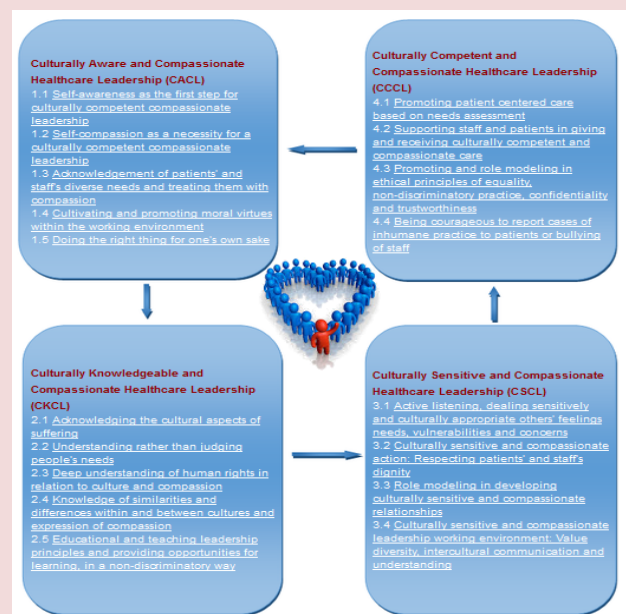 Culturally Aware and Compassionate
Healthcare Leadership (CACL)
1.1 Self-awareness as the first step for
culturally competent compassionate
leadership
1.2 Self-compassion as a necessity for a
culturally competent compassionate
leadership
1.3 Acknowledgement of patients' and
staff's diverse needs and treating them with
compassion
1.4 Cultivating and promoting moral virtues
within the working environment
1.5 Doing the right thing for one's own sake
Culturally Knowledgeable and
Compassionate Healthcare Leadership
(CKCL)
2.1 Acknowledging the cultural aspects of
suffering
2.2 Understanding rather than judging
people's needs
2.3 Deep understanding of human rights in
relation to culture and compassion
2.4 Knowledge of similarities and
differences within and between cultures and
expression of compassion
2.5 Educational and teaching leadership
principles and providing opportunities for
learning, in a non-discriminatory way
Culturally Sensitive and Compassionate
Healthcare Leadership (CSCL)
3.1 Active listening, dealing sensitively
and culturally appropriate others' feelings
needs, vulnerabilities and concerns
3.2 Culturally sensitive and compassionate
action: Respecting patients' and staff's
dignity
3.3 Role modeling in developing
culturally sensitive and compassionate
relationships
3.4 Culturally sensitive and compassionate
leadership working environment: Value
diversity, intercultural communication and
understanding
Culturally Competent and
Compassionate Healthcare Leadership
(CCCL)
4.1 Promoting patient centered care
based on needs assessment
4.2 Supporting staff and patients in giving
and receiving culturally competent and
compassionate care
4.3 Promoting and role modeling in
ethical principles of equality,
non-discriminatory practice, confidentiality
and trustworthiness
4.4 Being courageous to report cases of
inhumane practice to patients or bullying
of staff